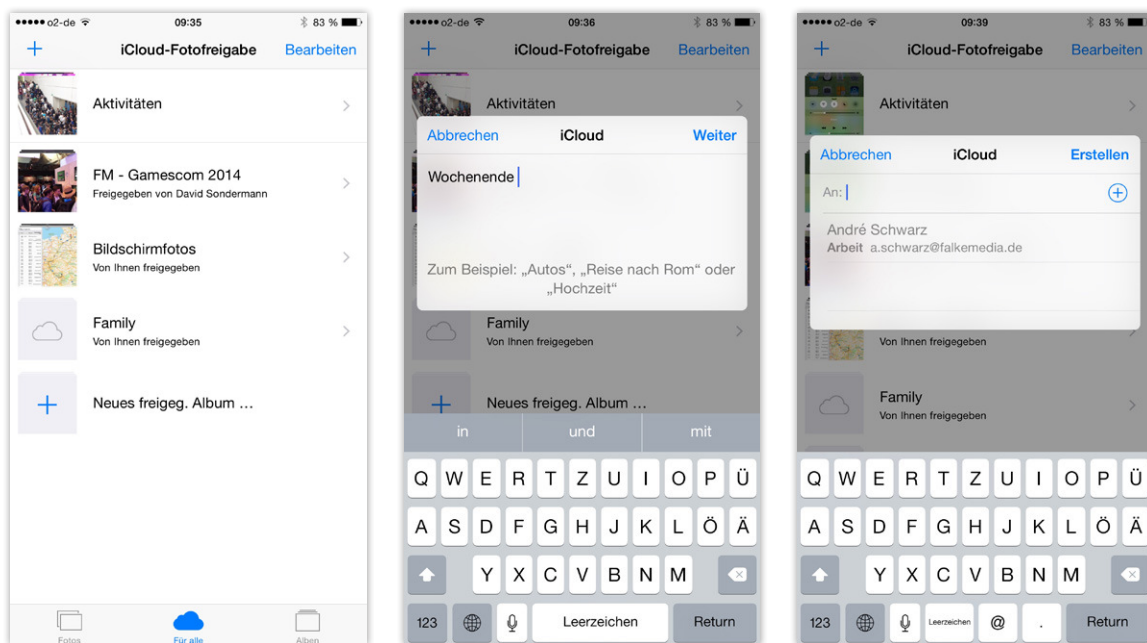 o2-de 09:35 83 %
iCloud-Fotofreigabe Bearbeiten
Aktivitäten
FM - Gamescom 2014
Freigegeben von David Sondermann
Bildschirmfotos
Von Ihnen freigegeben
Family
Von Ihnen freigegeben
Neues freigeg. Album …
Fotos Für alle Alben
o2-de 09:36 83 %
iCloud-Fotofreigabe Bearbeiten
Aktivitäten
Abbrechen iCloud Weiter
Wochenende
Zum Beispiel: „Autos“, „Reise nach Rom“ oder
„Hochzeit“
Family
Von Ihnen freigegeben
Neues freigeg. Album …
in und mit
Q W E R T Z U I O P Ü
A S D F G H J K L Ö Ä
Y X C V B N M
123 Leerzeichen Return
o2-de 09:39 83 %
iCloud-Fotofreigabe Bearbeiten
Aktivitäten
Abbrechen iCloud Erstellen
An:
André Schwarz
Arbeit a.schwarz@falkemedia.de
Von Ihnen freigegeben
Family
Von Ihnen freigegeben
Q W E R T Z U I O P Ü
A S D F G H J K L Ö Ä
Y X C V B N M
123 Leerzeichen @ . Return